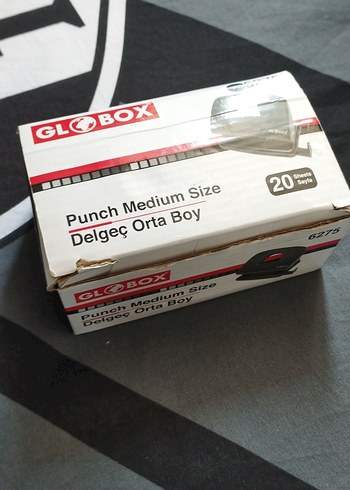 GLOBOX
20 Sheets
Sayfa
Punch Medium Size
Delgeç Orta Boy
GLOBOX
6275
Punch Medium Size
Delgeç Orta Boy